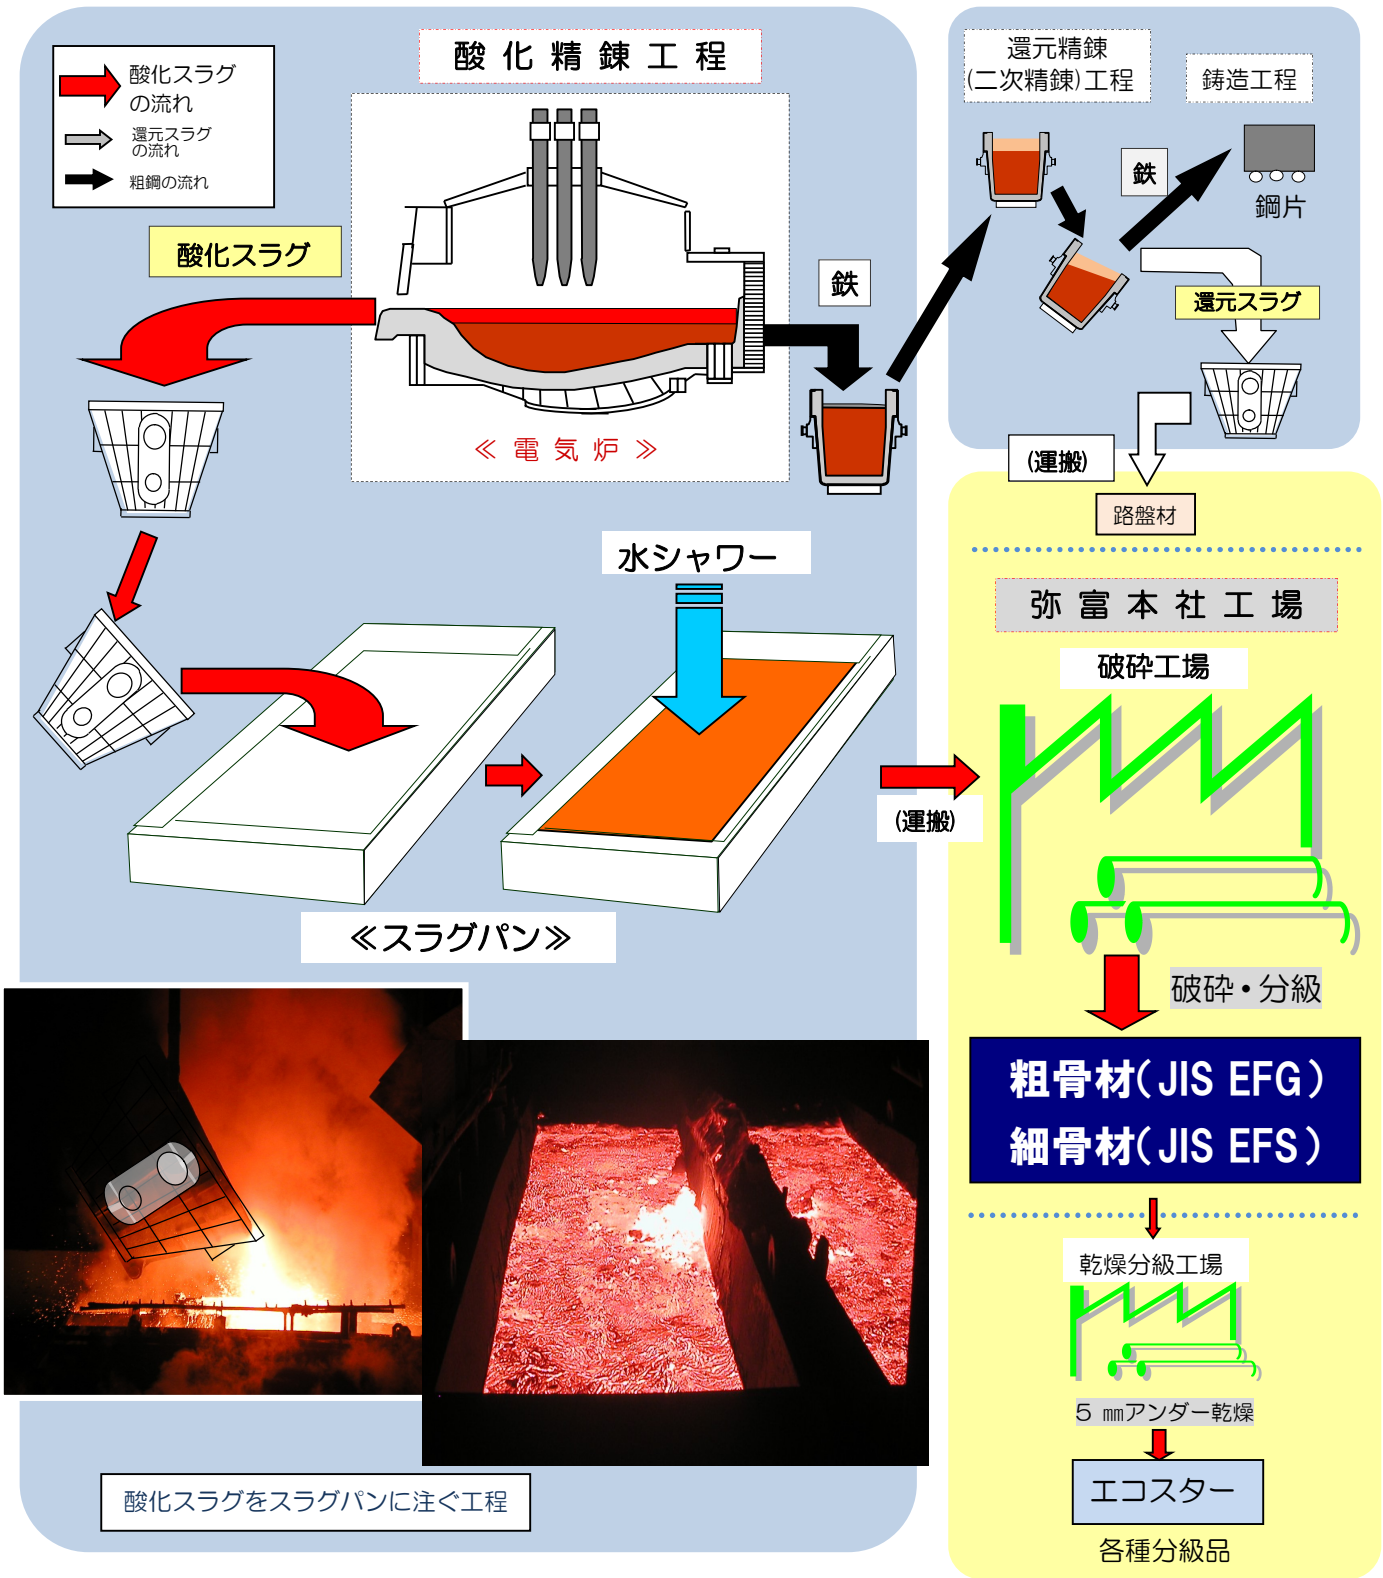 酸化精錬工程
酸化スラグ
の流れ
還元スラグ
の流れ
粗鋼の流れ
酸化スラグ
≪電気炉≫
鉄
還元精錬
(二次精錬)工程
鋳造工程
鉄
鋼片
還元スラグ
(運搬)
路盤材
水シャワー
≪スラグパン≫
(運搬)
弥富本社工場
破砕工場
破砕・分級
粗骨材(JIS EFG)
細骨材(JIS EFS)
乾燥分級工場
5 ㎜アンダー乾燥
エコスター
各種分級品
酸化スラグをスラグパンに注ぐ工程